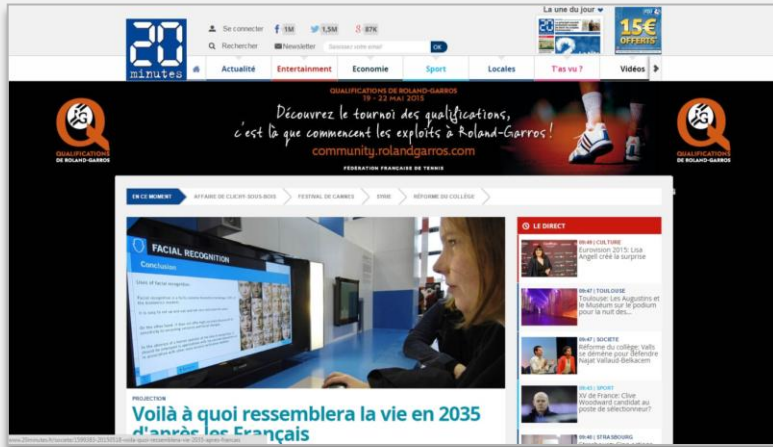 La une du jour
Se connecter 1M 1,5M 87K
Rechercher Newsletter Saisissez votre email OK
20
minutes
15€
OFFERTS
Actualité Entertainment Economie Sport Locales T'as vu ? Vidéos
QUALIFICATIONS DE ROLAND-GARROS
19 - 22 MAI 2015
Découvrez le tournoi des qualifications,
c'est là que commencent les exploits à Roland-Garros!
community.rolandgarros.com
FÉDÉRATION FRANÇAISE DE TENNIS
QUALIFICATIONS
DE ROLAND-GARROS
QUALIFICATIONS
DE ROLAND-GARROS
EN CE MOMENT AFFAIRE DE CLICHY-SOUS-BOIS FESTIVAL DE CANNES SYRIE RÉFORME DU COLLÈGE
FACIAL RECOGNITION
Conclusion
Uses of facial recognition
PROJECTION
Voilà à quoi ressemblera la vie en 2035
d'après les Français
LE DIRECT
09:49 | CULTURE
Eurovision 2015: Lisa
Angell créé la surprise
09:47 | TOULOUSE
Toulouse: Les Augustins et
le Muséum sur le podium
pour la nuit des...
09:47 | SOCIETE
Réforme du collège: Valls
se démène pour défendre
Najat Vallaud-Belkacem
09:43 | SPORT
XV de France: Clive
Woodward candidat au
poste de sélectionneur?
09:40 | STRASBOURG